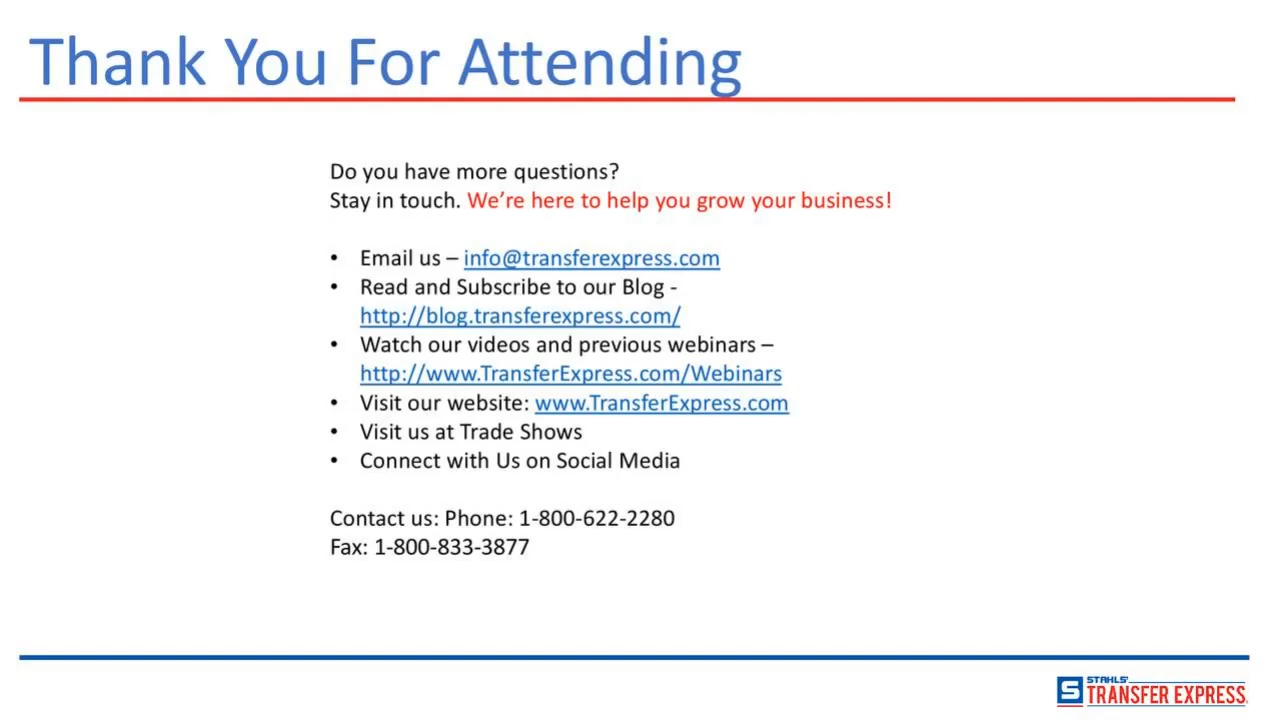 Thank You For Attending
Do you have more questions?
Stay in touch. We’re here to help you grow your business!
• Email us – info@transferexpress.com
• Read and Subscribe to our Blog -
http://blog.transferexpress.com/
• Watch our videos and previous webinars –
http://www.TransferExpress.com/Webinars
• Visit our website: www.TransferExpress.com
• Visit us at Trade Shows
• Connect with Us on Social Media
Contact us: Phone: 1-800-622-2280
Fax: 1-800-833-3877
S STAHLS'
TRANSFER EXPRESS